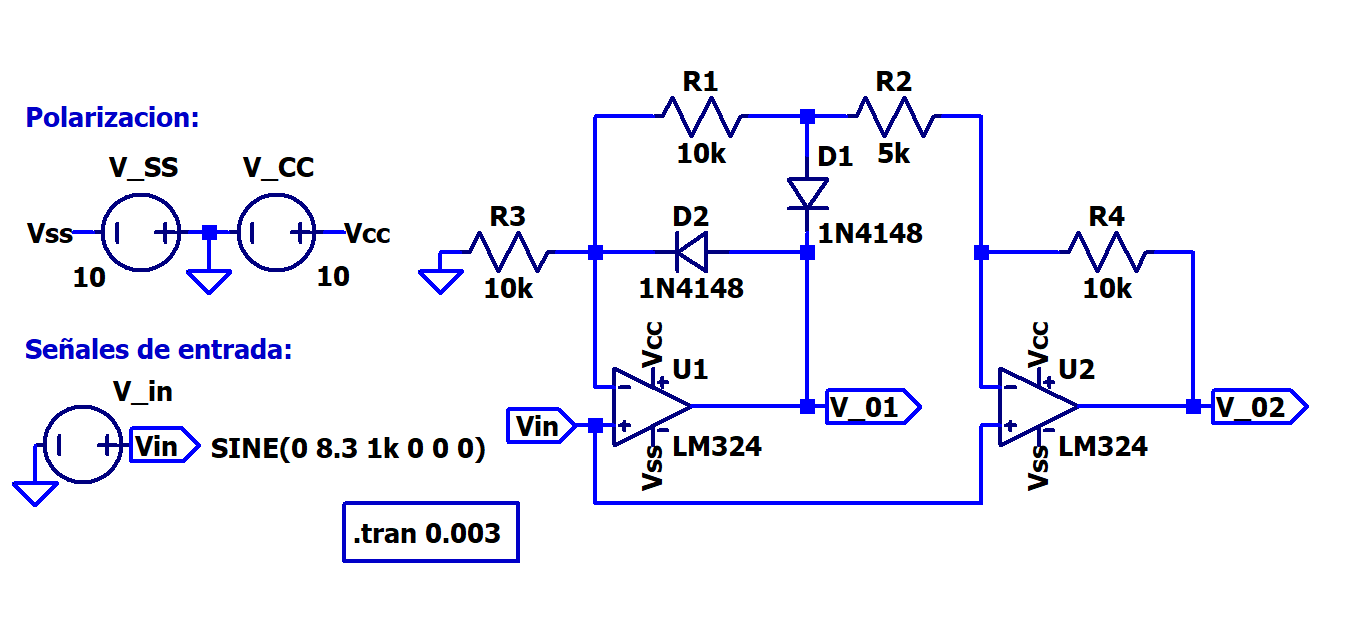 Polarizacion:
V_SS
V_CC
Vss
Vcc
10
10
Señales de entrada:
V_in
Vin
SINE(0 8.3 1k 0 0 0)
.tran 0.003
R1
10k
R2
5k
D1
1N4148
R3
10k
D2
1N4148
R4
10k
Vcc
U1
Vin
LM324
Vss
V_01
Vcc
U2
LM324
Vss
V_02